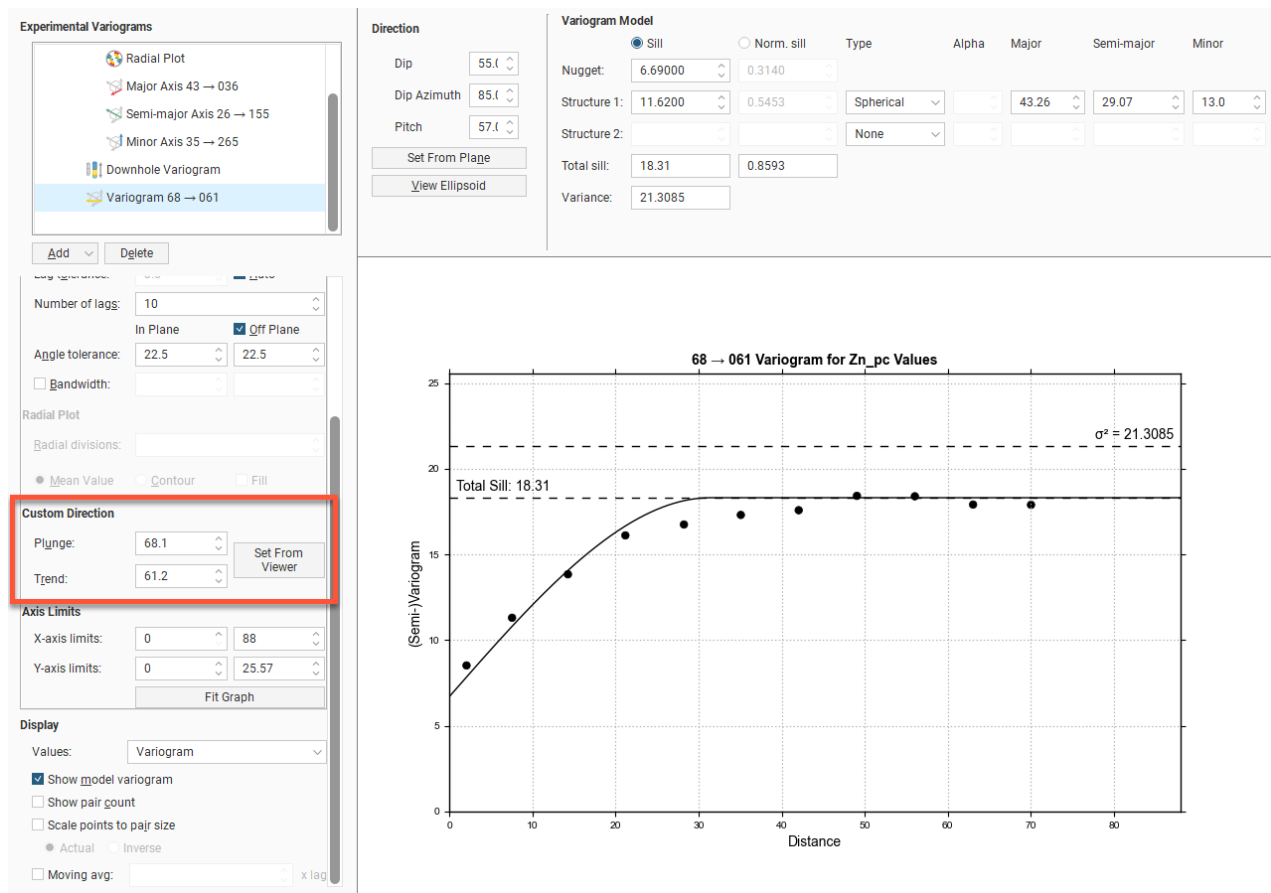 Experimental Variograms
Radial Plot
Major Axis 43 → 036
Semi-major Axis 26 → 155
Minor Axis 35 → 265
Downhole Variogram
Variogram 68 → 061
Add Delete
Number of lags: 10
In Plane Off Plane
Angle tolerance: 22.5 22.5
Bandwidth:
Radial Plot
Radial divisions:
Mean Value Contour Fill
Custom Direction
Plunge: 68.1
Set From
Viewer
Trend: 61.2
Axis Limits
X-axis limits: 0 88
Y-axis limits: 0 25.57
Fit Graph
Display
Values: Variogram
Show model variogram
Show pair count
Scale points to pair size
Actual Inverse
Moving avg: x lag
Direction
Dip 55.(
Dip Azimuth 85.(
Pitch 57.(
Set From Plane
View Ellipsoid
Variogram Model
Sill Norm. sill Type Alpha Major Semi-major Minor
Nugget: 6.69000 0.3140
Structure 1: 11.6200 0.5453 Spherical 43.26 29.07 13.0
Structure 2: None
Total sill: 18.31 0.8593
Variance: 21.3085
68 → 061 Variogram for Zn_pc Values
25
σ² = 21.3085
20
Total Sill: 18.31
15
(Semi-)Variogram
10
5
0
0 10 20 30 40 50 60 70 80
Distance